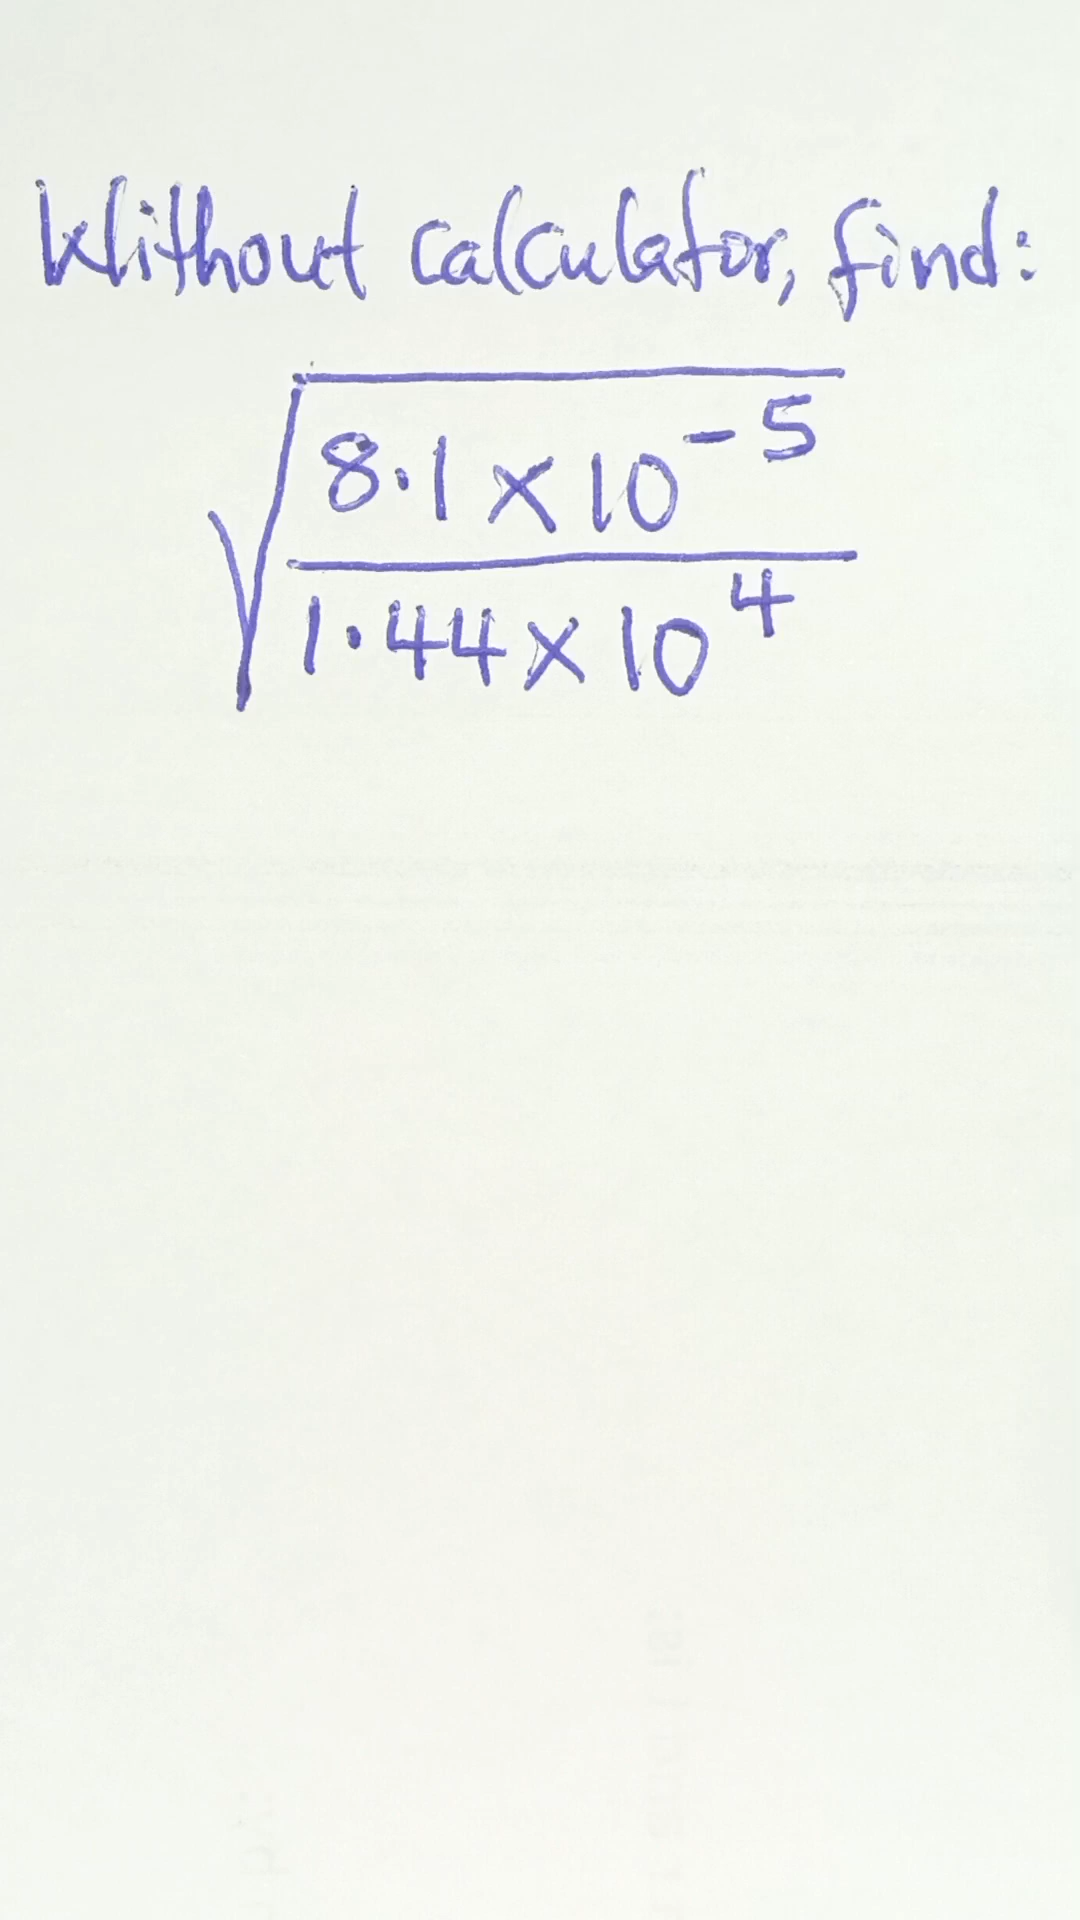 Without calculator, find:
√(8.1 × 10⁻⁵
1.44 × 10⁴)